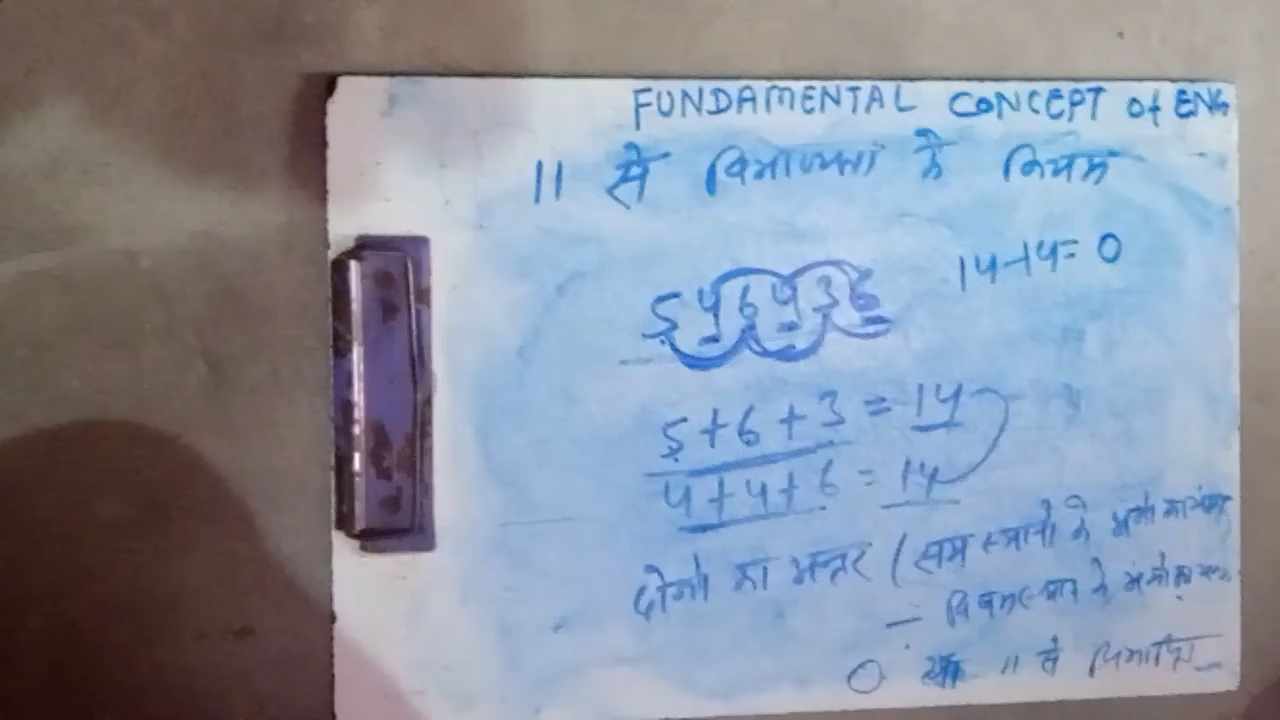 FUNDAMENTAL CONCEPT Of ENG
11 से विभाज्यता के नियम
14-14= 0
546436
5+6+3 = 14
4+4+6 = 14
दोनो का अन्तर (सम स्थानो के अंको का
- विषम स्थान के अंको का
0 11 से विभाजित